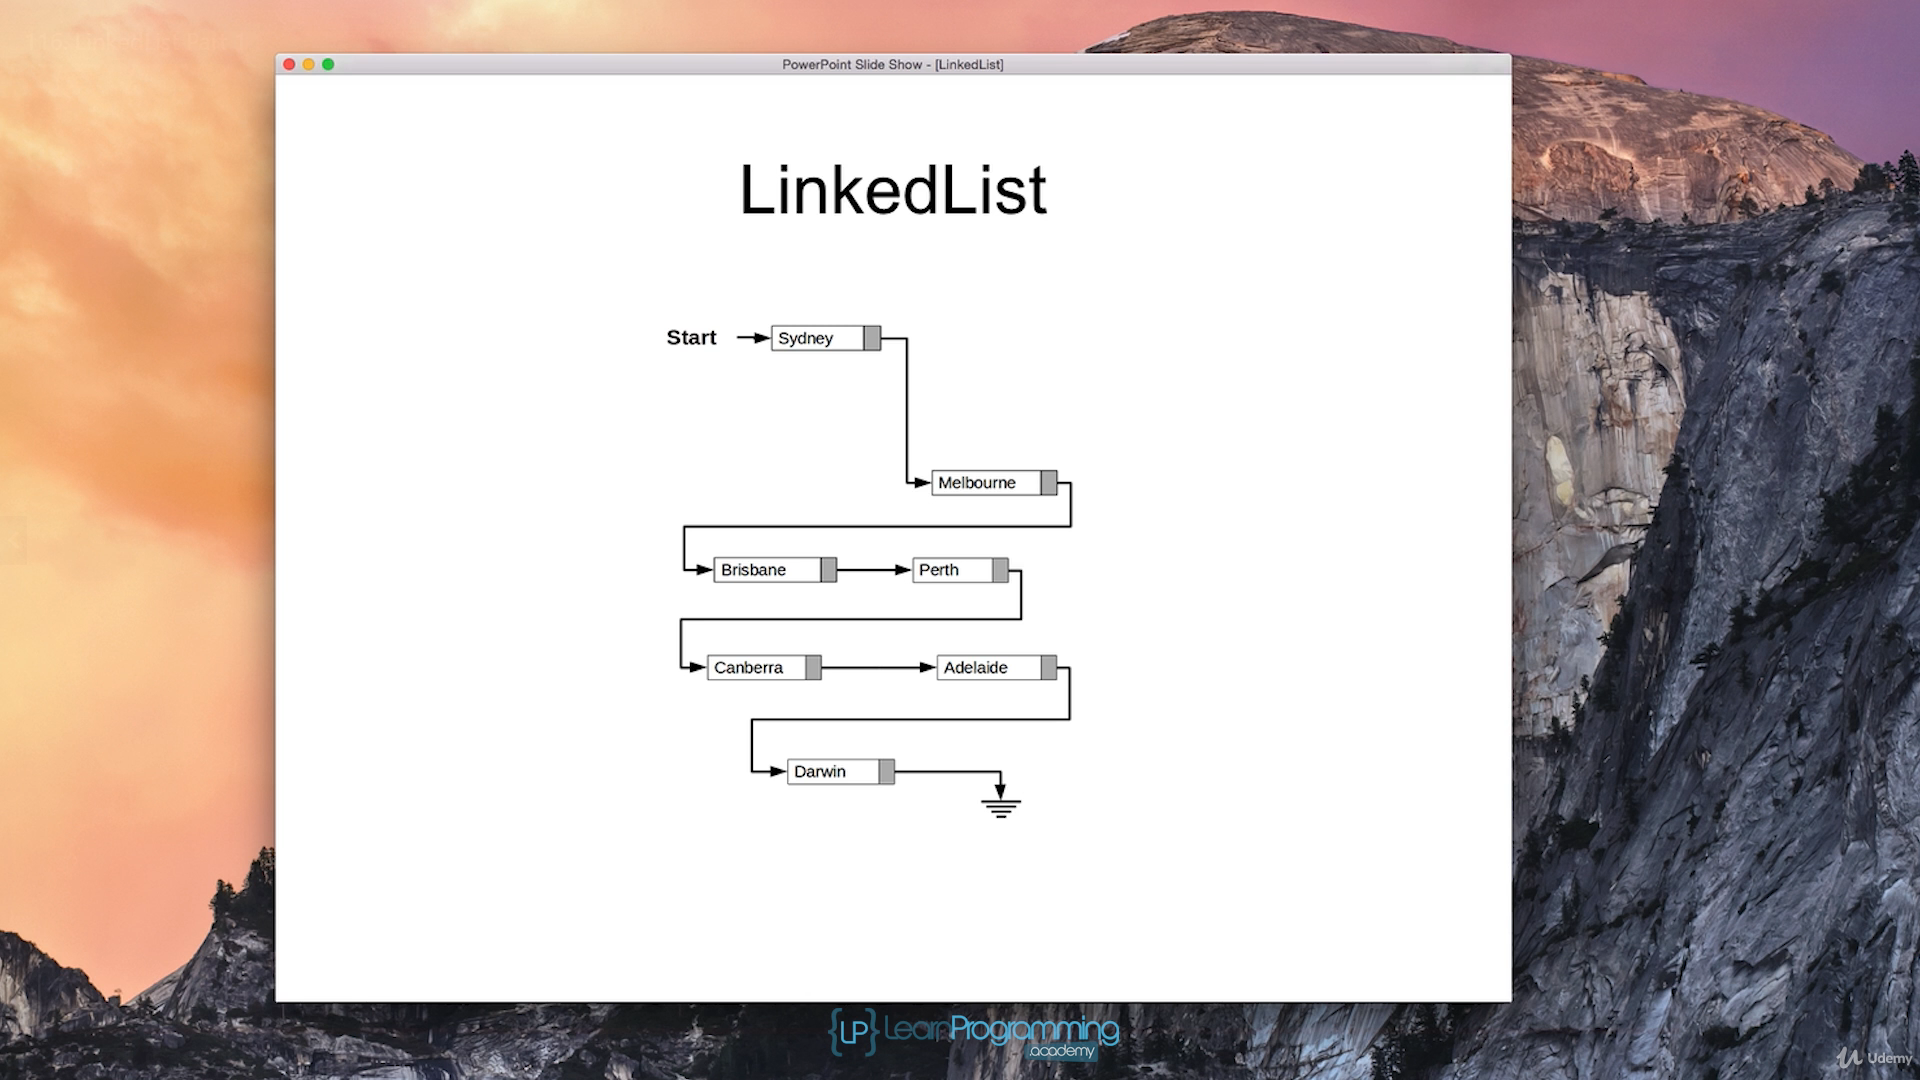 PowerPoint Slide Show - [LinkedList]
LinkedList
Start
Sydney
Melbourne
Brisbane
Perth
Canberra
Adelaide
Darwin
{LP} LearnProgramming
.academy
Udemy